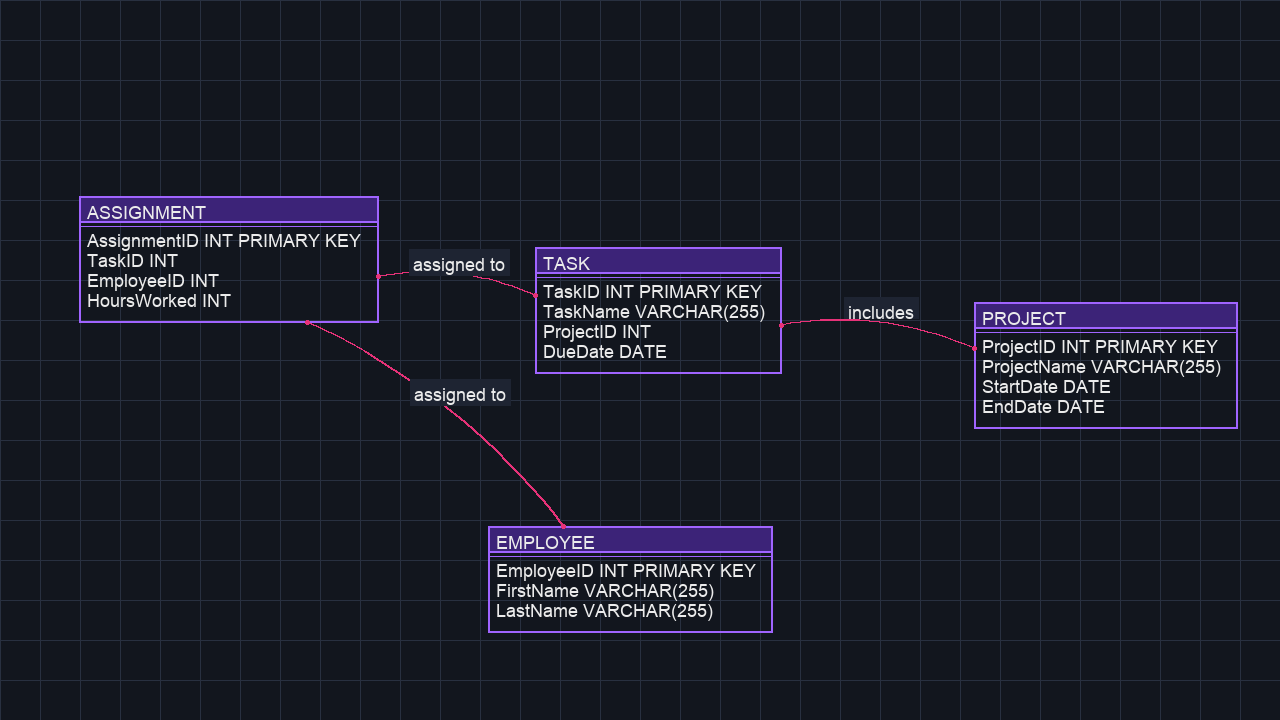 ASSIGNMENT
AssignmentID INT PRIMARY KEY
TaskID INT
EmployeeID INT
HoursWorked INT
assigned to
TASK
TaskID INT PRIMARY KEY
TaskName VARCHAR(255)
ProjectID INT
DueDate DATE
includes
PROJECT
ProjectID INT PRIMARY KEY
ProjectName VARCHAR(255)
StartDate DATE
EndDate DATE
assigned to
EMPLOYEE
EmployeeID INT PRIMARY KEY
FirstName VARCHAR(255)
LastName VARCHAR(255)